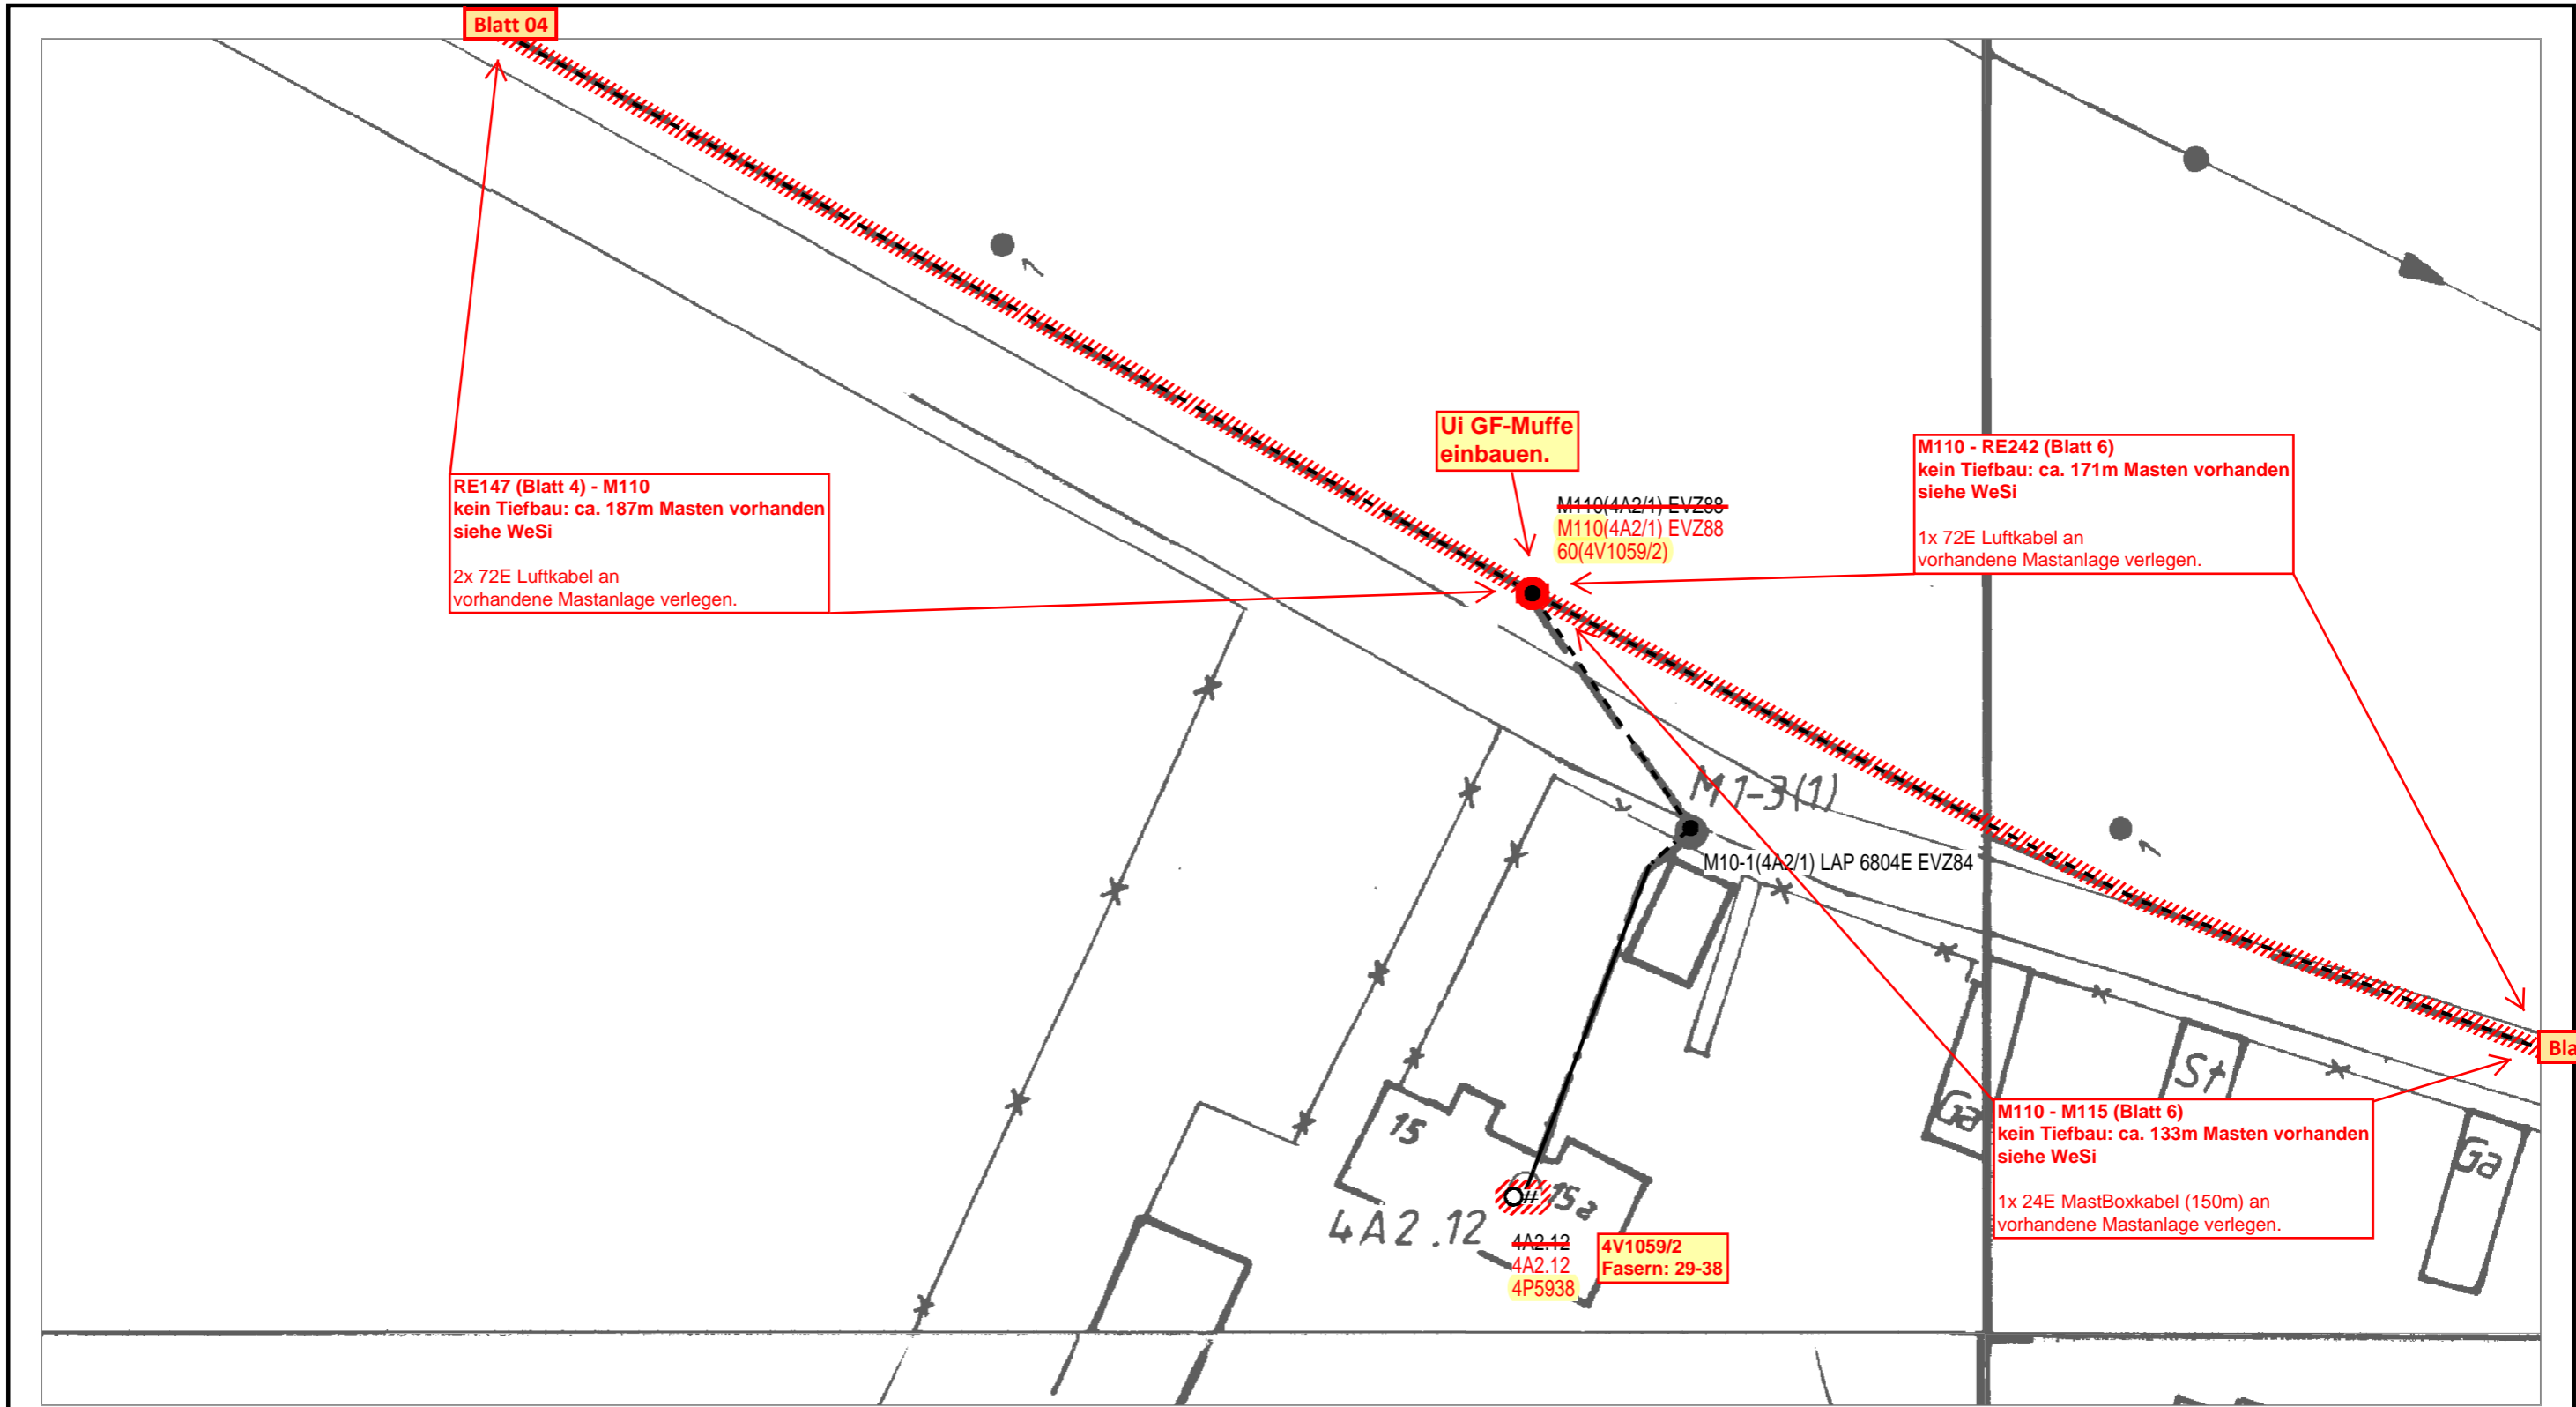 Blatt 04
Ui GF-Muffe
einbauen.
M110 - RE242 (Blatt 6)
kein Tiefbau: ca. 171m Masten vorhanden
siehe WeSi
1x 72E Luftkabel an
vorhandene Mastanlage verlegen.
RE147 (Blatt 4) - M110
kein Tiefbau: ca. 187m Masten vorhanden
siehe WeSi
2x 72E Luftkabel an
vorhandene Mastanlage verlegen.
M110(4A2/1) EVZ88
M110(4A2/1) EVZ88
60(4V1059/2)
M1-3(1)
M10-1(4A2/1) LAP 6804E EVZ84
Bla
St
Ga
Ga
M110 - M115 (Blatt 6)
kein Tiefbau: ca. 133m Masten vorhanden
siehe WeSi
1x 24E MastBoxkabel (150m) an
vorhandene Mastanlage verlegen.
15
#
15a
4A2.12
4A2.12
4A2.12
4P5938
4V1059/2
Fasern: 29-38